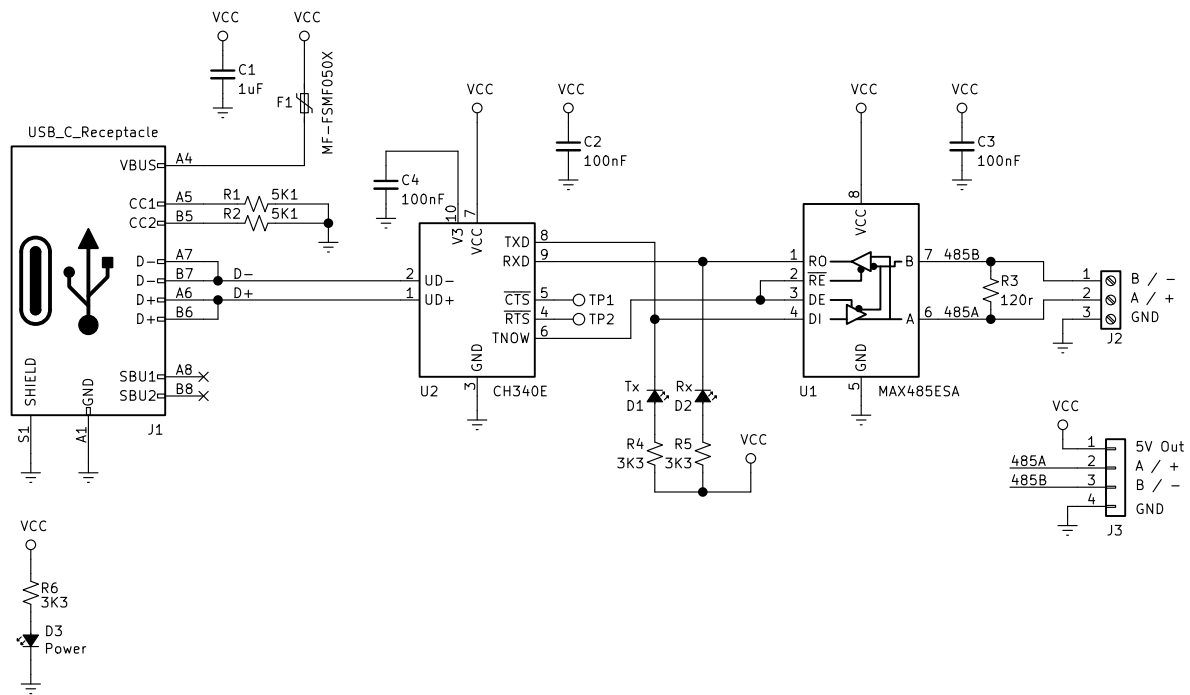 VCC
VCC
C1
1uF
F1
MF-FSMF050X
USB_C_Receptacle
VBUS A4
CC1 A5 R1 5K1
CC2 B5 R2 5K1
D- A7
D- B7 D-
D+ A6 D+
D+ B6
SBU1 A8
SBU2 B8
SHIELD
GND
S1
A1
J1
C4
100nF
VCC
C2
100nF
10
7
V3
VCC
TXD 8
RXD 9
2 UD-
1 UD+
CTS 5 TP1
RTS 4 TP2
TNOW 6
GND
3
U2
CH340E
Tx
D1
Rx
D2
R4
3K3
R5
3K3
VCC
VCC
VCC
C3
100nF
8
VCC
1 RO
2 RE
3 DE
4 DI
B 7 485B
A 6 485A
GND
5
U1
MAX485ESA
R3
120r
1 B / -
2 A / +
3 GND
J2
VCC
1 5V Out
485A 2 A / +
485B 3 B / -
4 GND
J3
VCC
R6
3K3
D3
Power